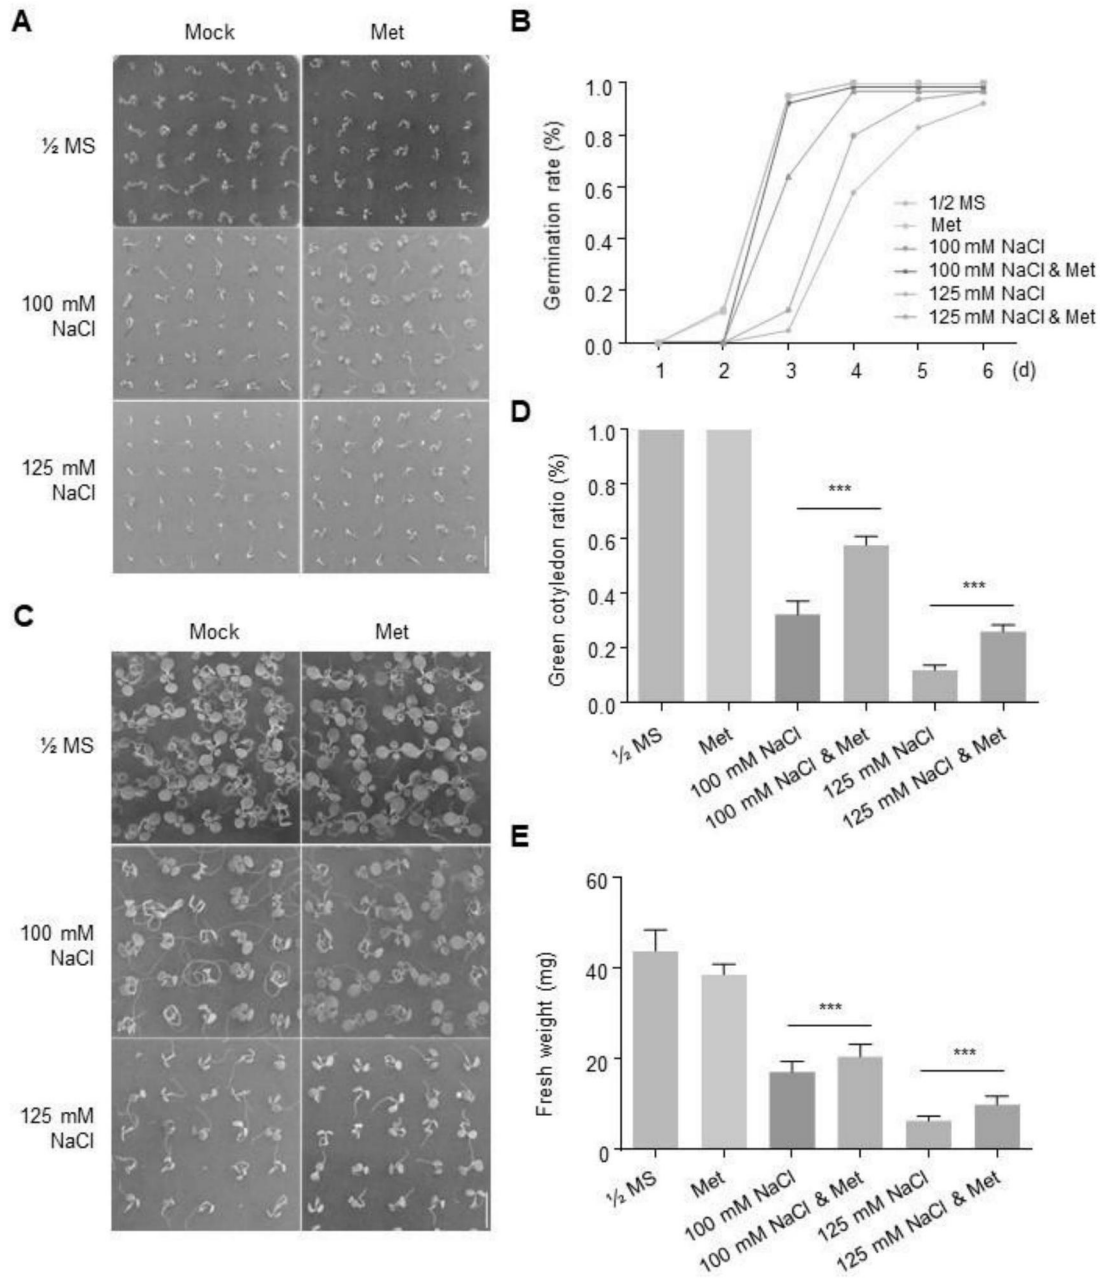 A
Mock Met
½ MS
100 mM
NaCl
125 mM
NaCl
B
Germination rate (%)
1.0
0.8
0.6
0.4
0.2
0.0
1 2 3 4 5 6 (d)
1/2 MS
Met
100 mM NaCl
100 mM NaCl & Met
125 mM NaCl
125 mM NaCl & Met
C
Mock Met
½ MS
100 mM
NaCl
125 mM
NaCl
D
Green cotyledon ratio (%)
1.0
0.8
0.6
0.4
0.2
0.0
***
***
½ MS
Met
100 mM NaCl
100 mM NaCl & Met
125 mM NaCl
125 mM NaCl & Met
E
Fresh weight (mg)
60
40
20
0
***
***
½ MS
Met
100 mM NaCl
100 mM NaCl & Met
125 mM NaCl
125 mM NaCl & Met